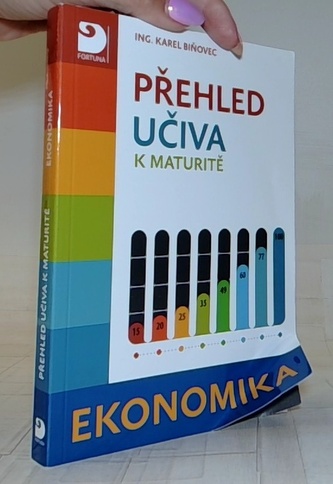 FORTUNA
ING. KAREL BIŇOVEC
PŘEHLED
UČIVA
K MATURITĚ
15
20
25
35
49
60
77
100
EKONOMIKA
EKONOMIKA
PŘEHLED UČIVA K MATURITĚ